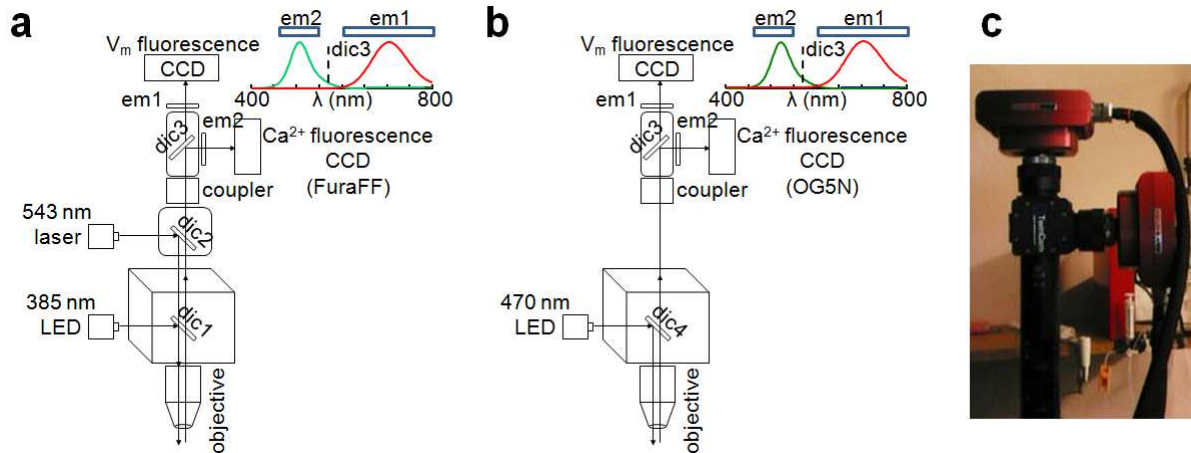 a
em2 em1
Vm fluorescence
CCD
dic3
400 λ (nm) 800
em1
dic3
em2
Ca2+ fluorescence
CCD
(FuraFF)
coupler
543 nm
laser
dic2
385 nm
LED
dic1
objective
b
em2 em1
Vm fluorescence
CCD
dic3
400 λ (nm) 800
em1
dic3
em2
Ca2+ fluorescence
CCD
(OG5N)
coupler
470 nm
LED
dic4
objective
c
TwinCam